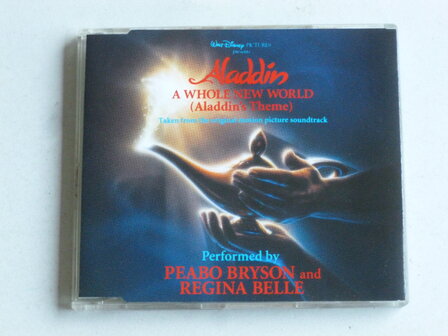 Walt Disney PICTURES
presents
Aladdin
A WHOLE NEW WORLD
(Aladdin's Theme)
Taken from the original motion picture soundtrack
Performed by
PEABO BRYSON and
REGINA BELLE